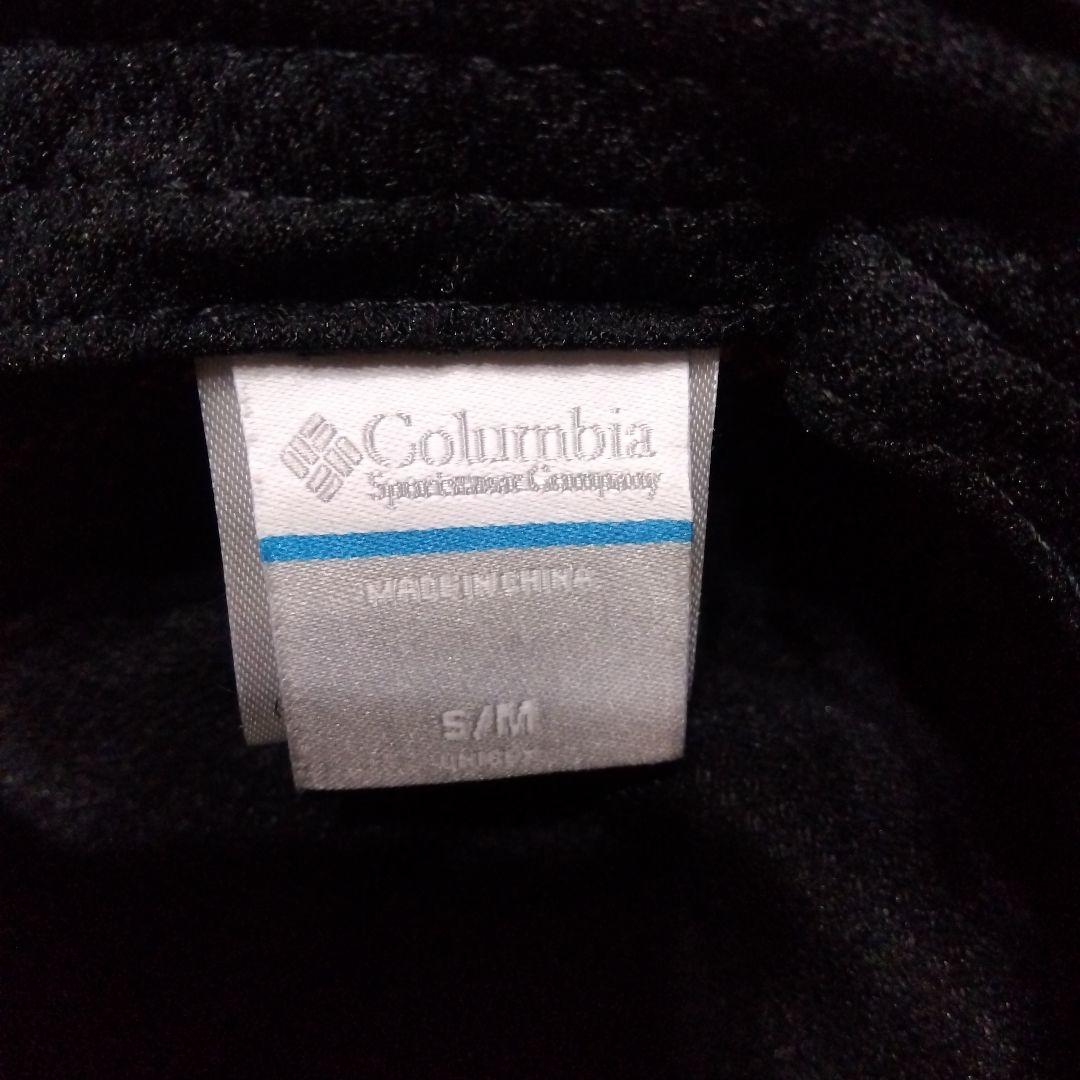 Columbia
Sportswear Company
MADE IN CHINA
S/M
UNISEX